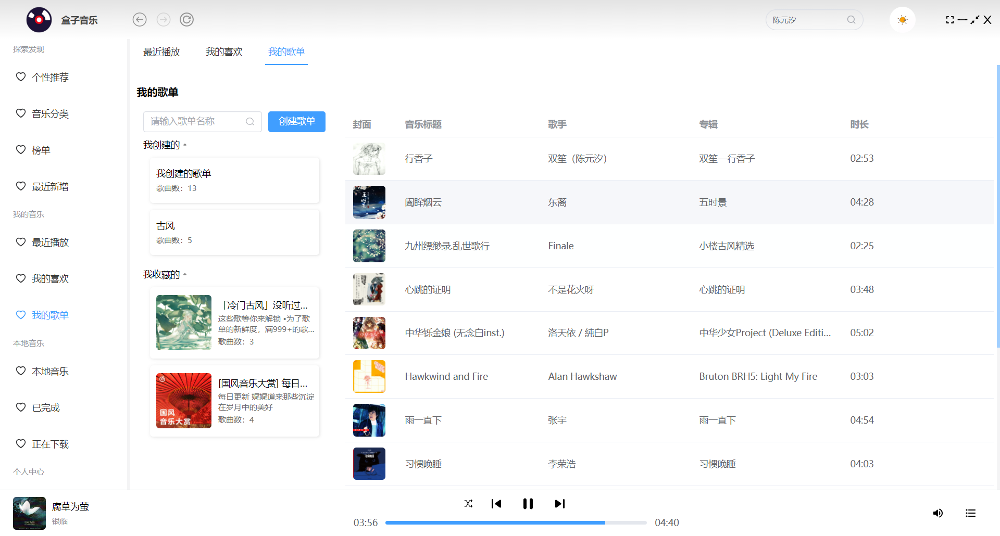 盒子音乐
陈元汐
探索发现
个性推荐
音乐分类
榜单
最近新增
我的音乐
最近播放
我的喜欢
我的歌单
本地音乐
本地音乐
已完成
正在下载
个人中心
最近播放 我的喜欢 我的歌单
我的歌单
请输入歌单名称 创建歌单
我创建的
我创建的歌单
歌曲数：13
古风
歌曲数：5
我收藏的
「冷门古风」没听过...
这些歌等你来解锁 •为了歌
单的新鲜度，满999+的歌...
歌曲数：3
国风
音乐大赏
[国风音乐大赏] 每日...
每日更新 娓娓道来那些沉淀
在岁月中的美好
歌曲数：4
封面 音乐标题 歌手 专辑 时长
行香子 双笙（陈元汐） 双笙—行香子 02:53
五时景
阖眸烟云 东篱 五时景 04:28
九州缥缈录.乱世歌行 Finale 小楼古风精选 02:25
心跳的证明 不是花火呀 心跳的证明 03:48
中华铄金娘 (无念白inst.) 洛天依 / 純白P 中华少女Project (Deluxe Editi... 05:02
Hawkwind and Fire Alan Hawkshaw Bruton BRH5: Light My Fire 03:03
雨一直下 张宇 雨一直下 04:54
习惯晚睡 李荣浩 习惯晚睡 04:03
腐草为萤
银临
03:56 04:40